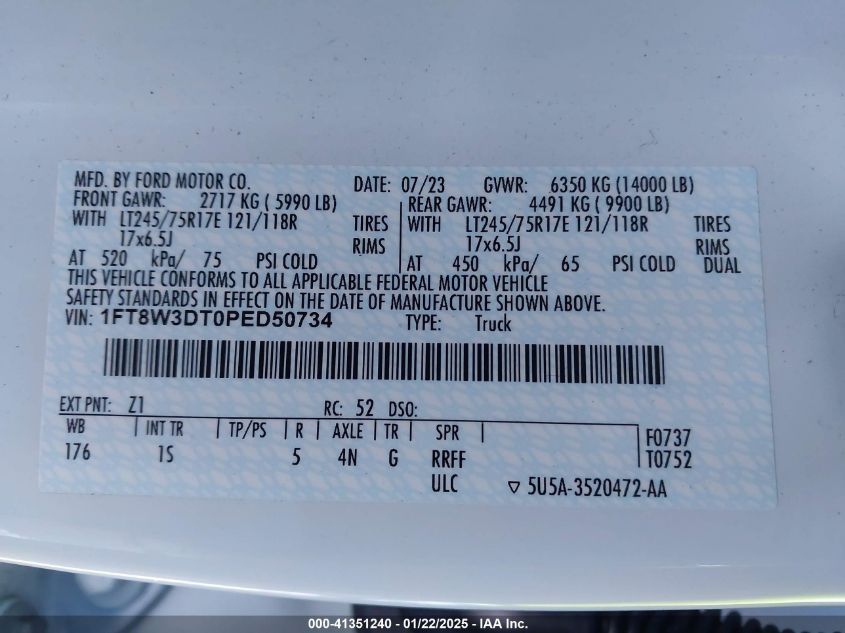 MFD. BY FORD MOTOR CO. DATE: 07/23 GVWR: 6350 KG (14000 LB)
FRONT GAWR: 2717 KG ( 5990 LB) REAR GAWR: 4491 KG ( 9900 LB)
WITH LT245/75R17E 121/118R TIRES WITH LT245/75R17E 121/118R TIRES
17x6.5J RIMS 17x6.5J RIMS
AT 520 kPa/ 75 PSI COLD AT 450 kPa/ 65 PSI COLD DUAL
THIS VEHICLE CONFORMS TO ALL APPLICABLE FEDERAL MOTOR VEHICLE
SAFETY STANDARDS IN EFFECT ON THE DATE OF MANUFACTURE SHOWN ABOVE.
VIN: 1FT8W3DT0PED50734 TYPE: Truck
EXT PNT: Z1 RC: 52 DSO:
WB | INT TR | TP/PS | R | AXLE | TR | SPR | F0737
176 1S 5 4N G RRFF T0752
ULC ▽ 5U5A-3520472-AA
000-41351240 - 01/22/2025 - IAA Inc.